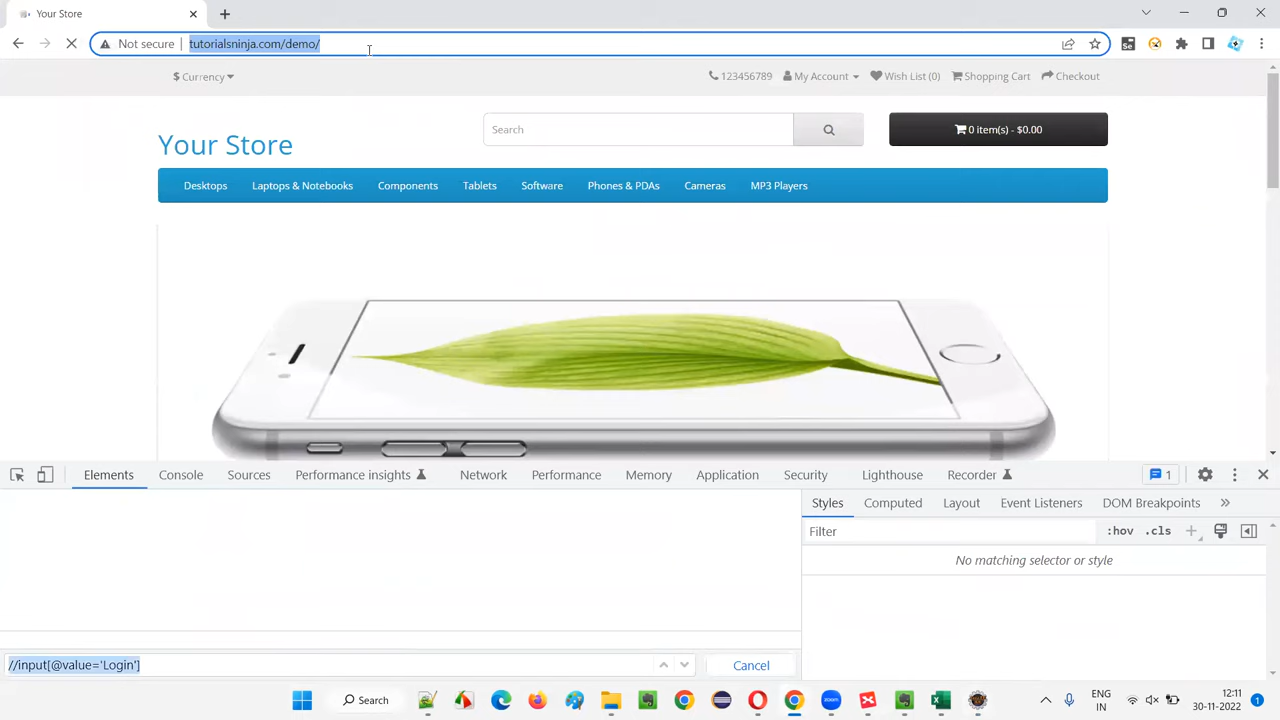 Your Store
Not secure
tutorialsninja.com/demo/
$ Currency
123456789
My Account
Wish List (0)
Shopping Cart
Checkout
Your Store
Search
0 item(s) - $0.00
Desktops
Laptops & Notebooks
Components
Tablets
Software
Phones & PDAs
Cameras
MP3 Players
Elements
Console
Sources
Performance insights
Network
Performance
Memory
Application
Security
Lighthouse
Recorder
1
Styles
Computed
Layout
Event Listeners
DOM Breakpoints
»
Filter
:hov
.cls
No matching selector or style
//input[@value='Login']
Cancel
Search
ENG
IN
12:11
30-11-2022
1